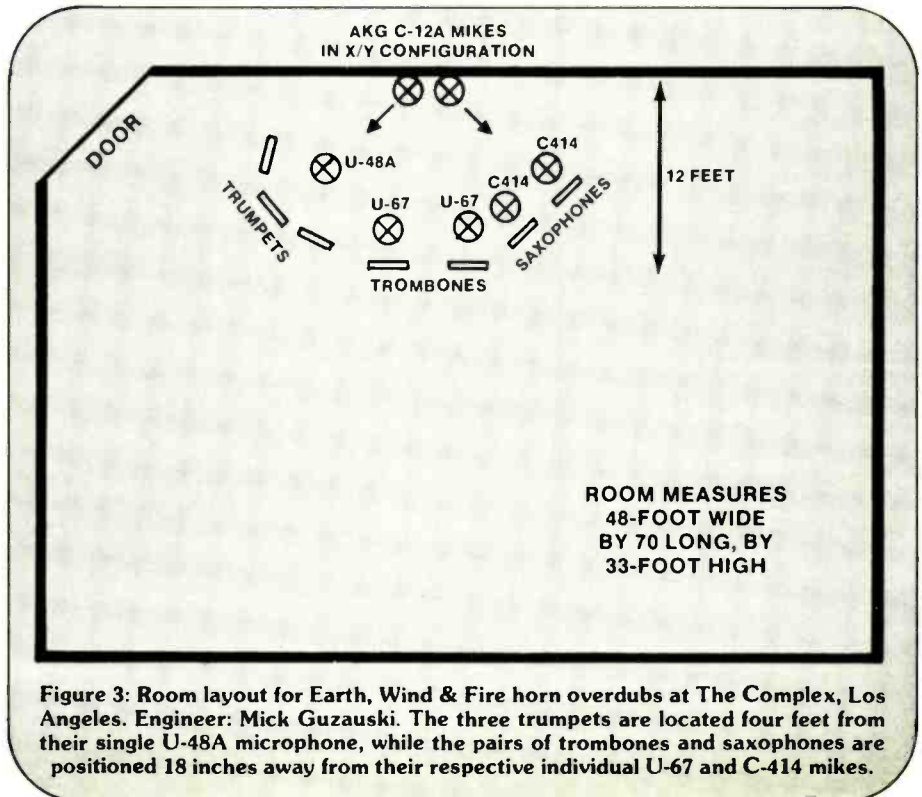 AKG C-12A MIKES
IN X/Y CONFIGURATION
DOOR
U-48A
C414
C414
12 FEET
U-67
U-67
TRUMPETS
SAXOPHONES
TROMBONES
ROOM MEASURES
48-FOOT WIDE
BY 70 LONG, BY
33-FOOT HIGH
Figure 3: Room layout for Earth, Wind & Fire horn overdubs at The Complex, Los
Angeles. Engineer: Mick Guzauski. The three trumpets are located four feet from
their single U-48A microphone, while the pairs of trombones and saxophones are
positioned 18 inches away from their respective individual U-67 and C-414 mikes.